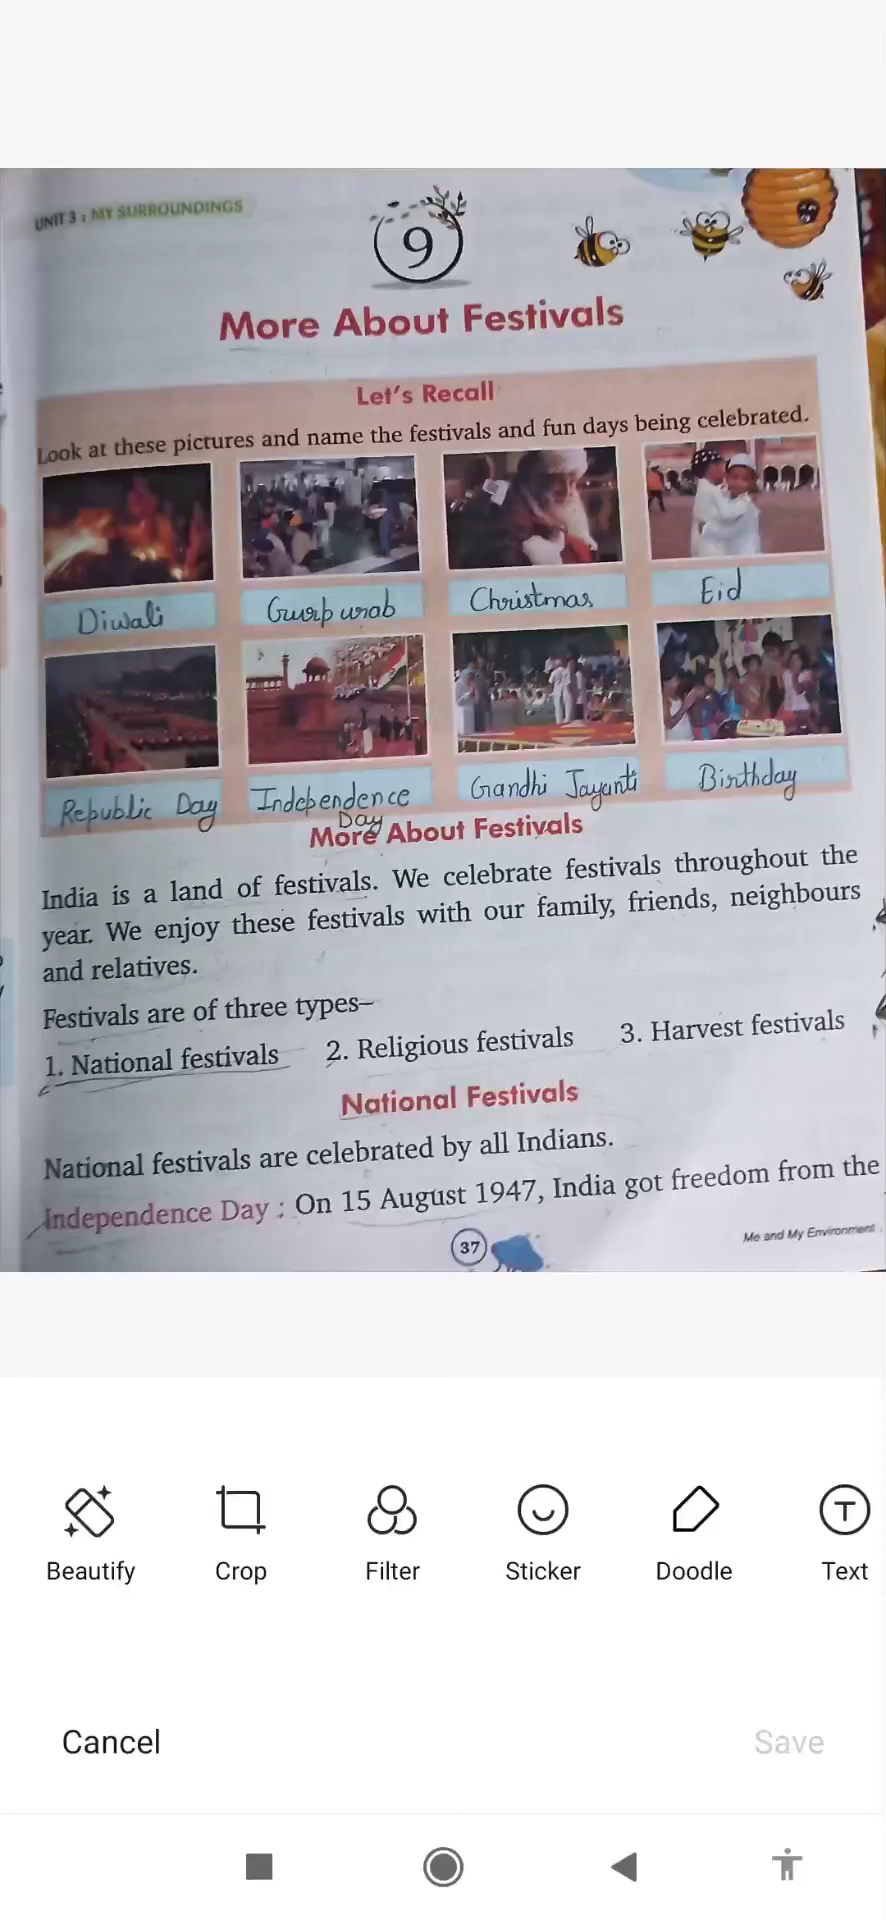 UNIT 3 : MY SURROUNDINGS
9
More About Festivals
Let's Recall
Look at these pictures and name the festivals and fun days being celebrated.
Diwali Gurpurab Christmas Eid
Republic Day Independence Day Gandhi Jayanti Birthday
More About Festivals
India is a land of festivals. We celebrate festivals throughout the
year. We enjoy these festivals with our family, friends, neighbours
and relatives.
Festivals are of three types–
1. National festivals 2. Religious festivals 3. Harvest festivals
National Festivals
National festivals are celebrated by all Indians.
Independence Day : On 15 August 1947, India got freedom from the
37
Me and My Environment
Beautify Crop Filter Sticker Doodle Text
Cancel Save